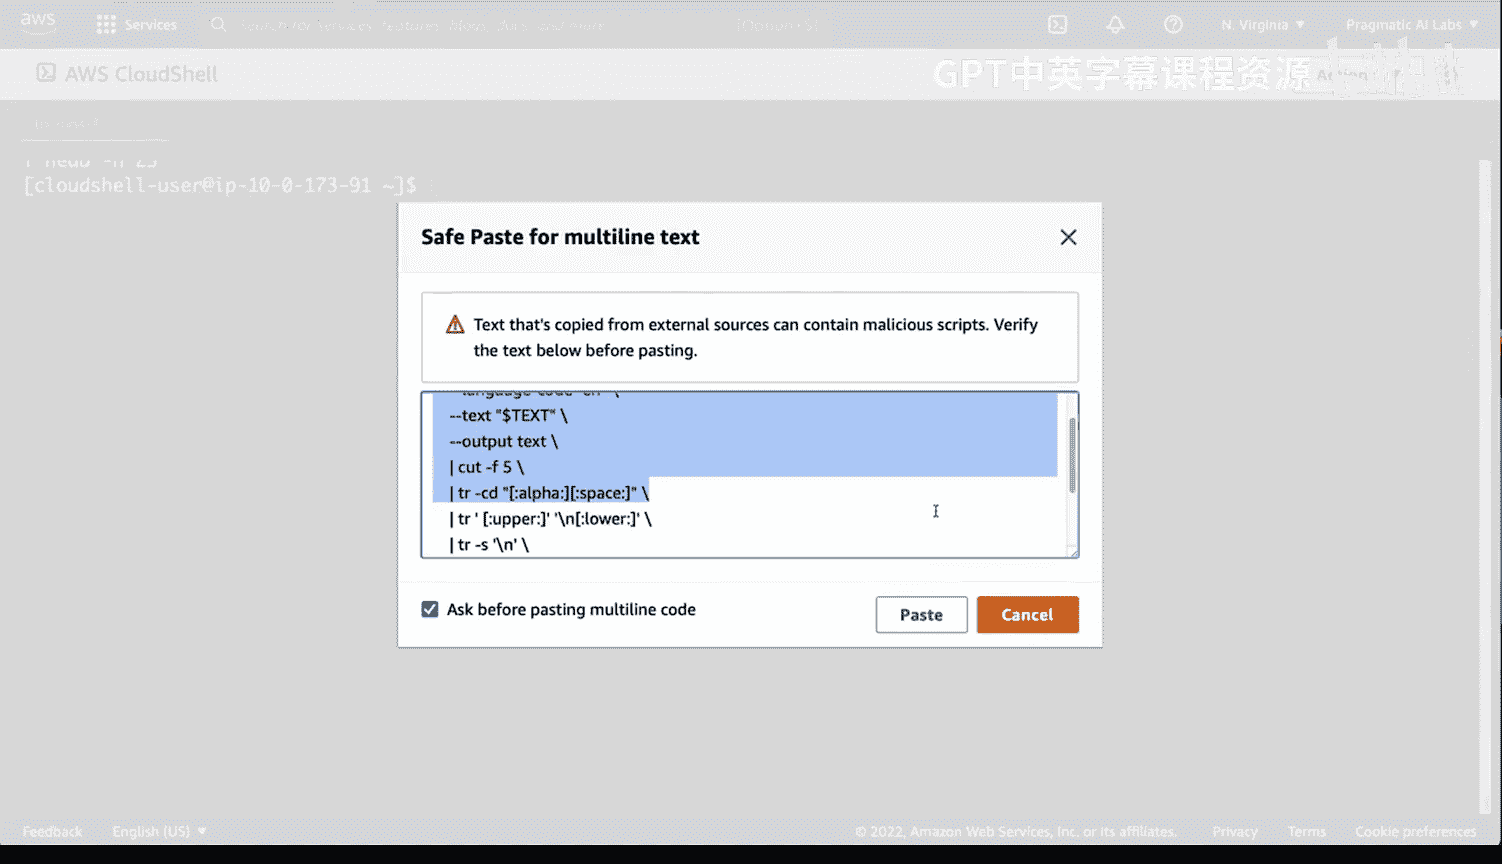 aws
Services
N. Virginia ▼
Pragmatic AI Labs ▼
AWS CloudShell
GPT中英字幕课程资源
[cloudshell-user@ip-10-0-173-91 ~]$
Safe Paste for multiline text
Text that's copied from external sources can contain malicious scripts. Verify
the text below before pasting.
--text "$TEXT" \
--output text \
| cut -f 5 \
| tr -cd "[:alpha:][:space:]" \
| tr ' [:upper:]' '\n[:lower:]' \
| tr -s '\n' \
Ask before pasting multiline code
Paste
Cancel
Feedback
English (US) ▼
© 2022, Amazon Web Services, Inc. or its affiliates.
Privacy
Terms
Cookie preferences